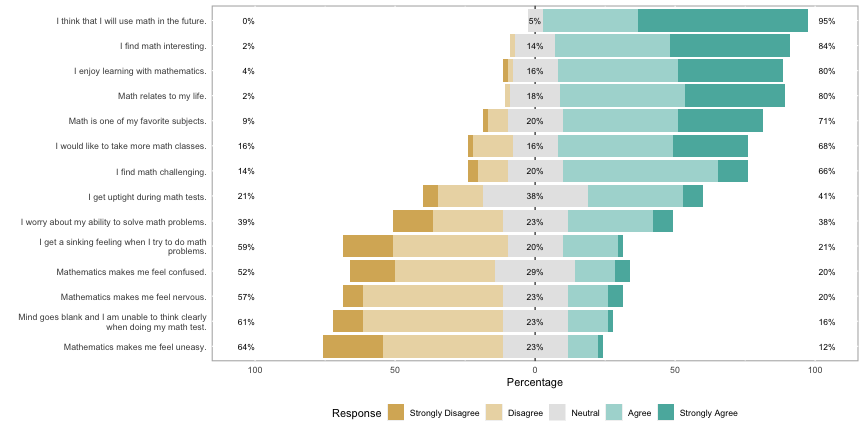 I think that I will use math in the future. 0% 5% 95%
I find math interesting. 2% 14% 84%
I enjoy learning with mathematics. 4% 16% 80%
Math relates to my life. 2% 18% 80%
Math is one of my favorite subjects. 9% 20% 71%
I would like to take more math classes. 16% 16% 68%
I find math challenging. 14% 20% 66%
I get uptight during math tests. 21% 38% 41%
I worry about my ability to solve math problems. 39% 23% 38%
I get a sinking feeling when I try to do math
problems. 59% 20% 21%
Mathematics makes me feel confused. 52% 29% 20%
Mathematics makes me feel nervous. 57% 23% 20%
Mind goes blank and I am unable to think clearly
when doing my math test. 61% 23% 16%
Mathematics makes me feel uneasy. 64% 23% 12%
100 50 0 50 100
Percentage
Response Strongly Disagree Disagree Neutral Agree Strongly Agree